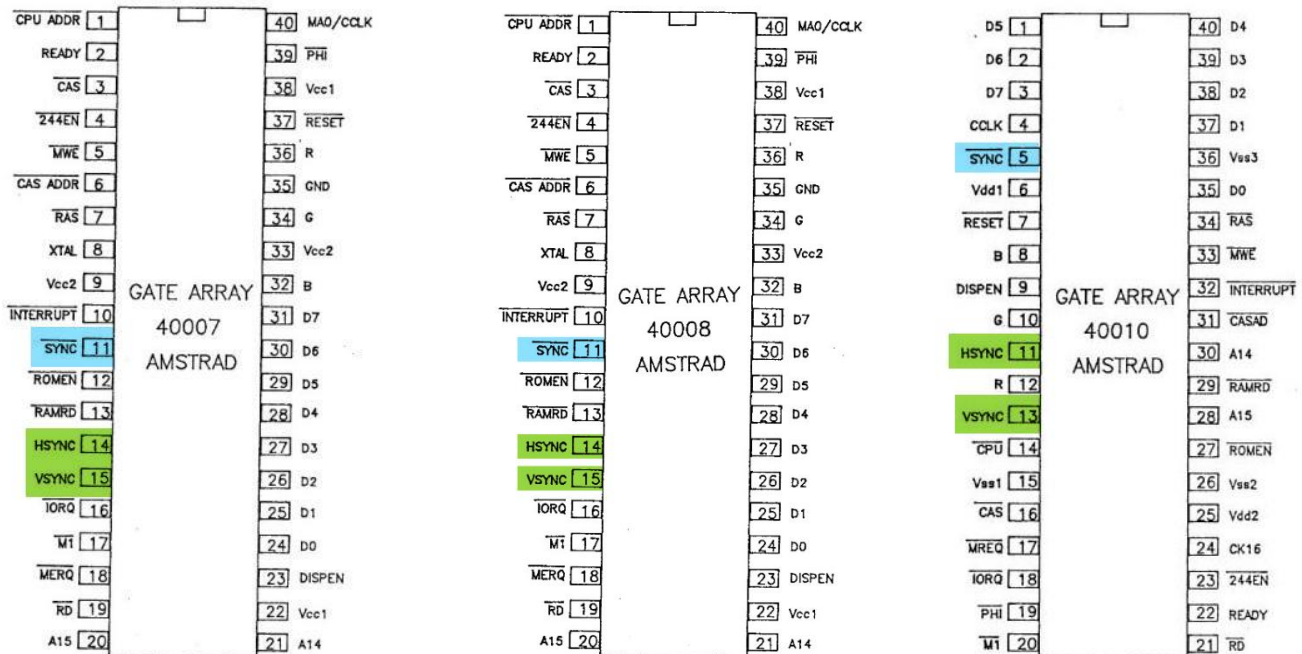 CPU ADDR 1
READY 2
CAS 3
244EN 4
MWE 5
CAS ADDR 6
RAS 7
XTAL 8
Vcc2 9
INTERRUPT 10
SYNC 11
ROMEN 12
RAMRD 13
HSYNC 14
VSYNC 15
IORQ 16
M1 17
MERQ 18
RD 19
A15 20
GATE ARRAY
40007
AMSTRAD
40 MA0/CCLK
39 PHI
38 Vcc1
37 RESET
36 R
35 GND
34 G
33 Vcc2
32 B
31 D7
30 D6
29 D5
28 D4
27 D3
26 D2
25 D1
24 D0
23 DISPEN
22 Vcc1
21 A14
CPU ADDR 1
READY 2
CAS 3
244EN 4
MWE 5
CAS ADDR 6
RAS 7
XTAL 8
Vcc2 9
INTERRUPT 10
SYNC 11
ROMEN 12
RAMRD 13
HSYNC 14
VSYNC 15
IORQ 16
M1 17
MERQ 18
RD 19
A15 20
GATE ARRAY
40008
AMSTRAD
40 MA0/CCLK
39 PHI
38 Vcc1
37 RESET
36 R
35 GND
34 G
33 Vcc2
32 B
31 D7
30 D6
29 D5
28 D4
27 D3
26 D2
25 D1
24 D0
23 DISPEN
22 Vcc1
21 A14
D5 1
D6 2
D7 3
CCLK 4
SYNC 5
Vdd1 6
RESET 7
B 8
DISPEN 9
G 10
HSYNC 11
R 12
VSYNC 13
CPU 14
Vss1 15
CAS 16
MREQ 17
IORQ 18
PHI 19
M1 20
GATE ARRAY
40010
AMSTRAD
40 D4
39 D3
38 D2
37 D1
36 Vss3
35 D0
34 RAS
33 MWE
32 INTERRUPT
31 CASAD
30 A14
29 RAMRD
28 A15
27 ROMEN
26 Vss2
25 Vdd2
24 CK16
23 244EN
22 READY
21 RD